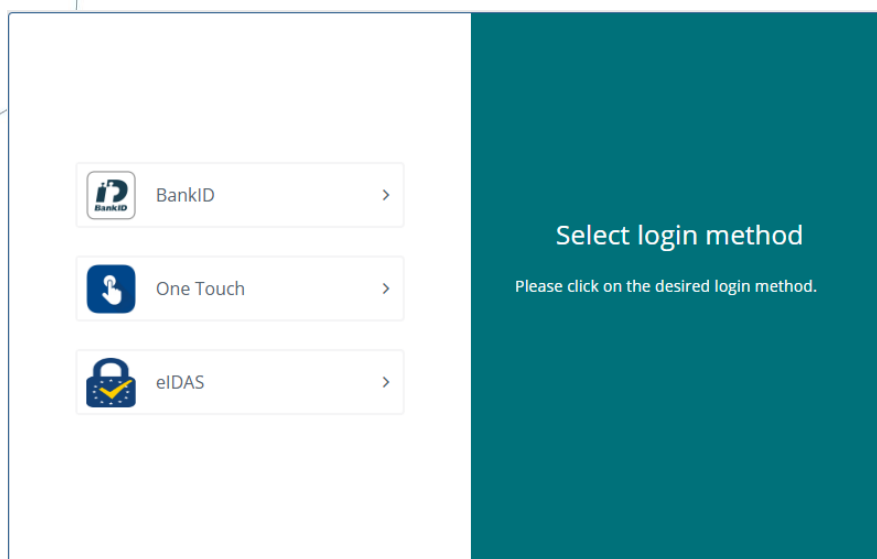 BankID
BankID
One Touch
eIDAS
Select login method
Please click on the desired login method.